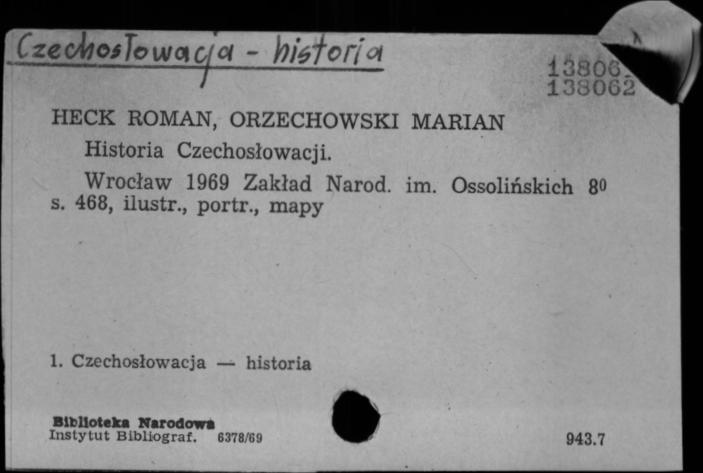 Czechosłowacja - historia
13806
138062
HECK ROMAN, ORZECHOWSKI MARIAN
Historia Czechosłowacji.
Wrocław 1969 Zakład Narod. im. Ossolińskich 8⁰
s. 468, ilustr., portr., mapy
1. Czechosłowacja — historia
Biblioteka Narodowa
Instytut Bibliograf. 6378/69
943.7